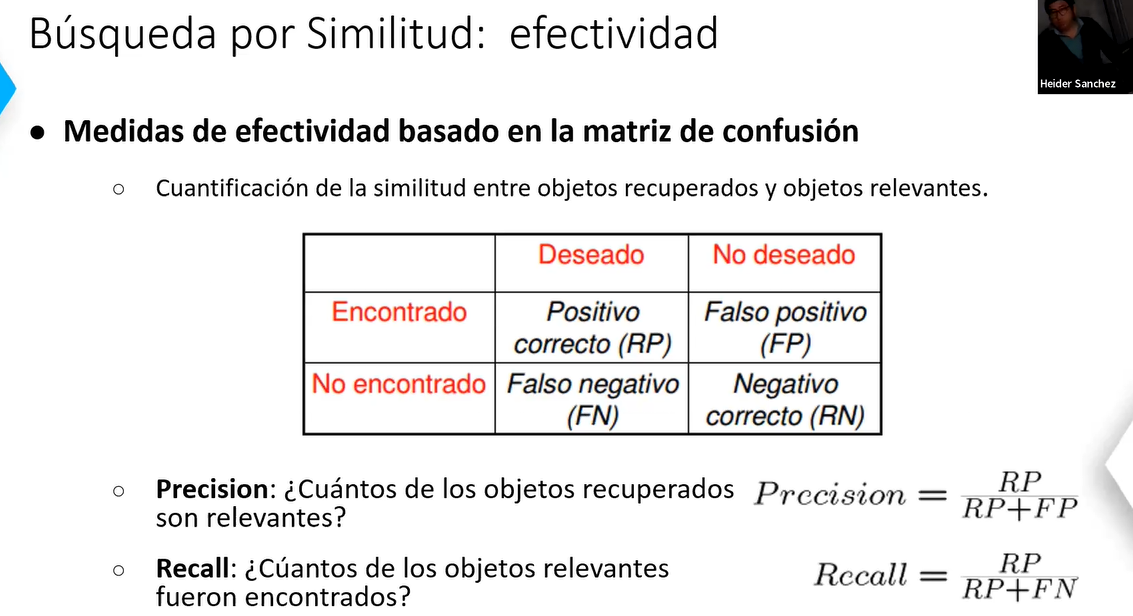 Búsqueda por Similitud: efectividad
Heider Sanchez
● Medidas de efectividad basado en la matriz de confusión
○ Cuantificación de la similitud entre objetos recuperados y objetos relevantes.
Deseado No deseado
Encontrado Positivo correcto (RP) Falso positivo (FP)
No encontrado Falso negativo (FN) Negativo correcto (RN)
○ Precision: ¿Cuántos de los objetos recuperados
son relevantes?
Precision = RP / RP+FP
○ Recall: ¿Cúantos de los objetos relevantes
fueron encontrados?
Recall = RP / RP+FN